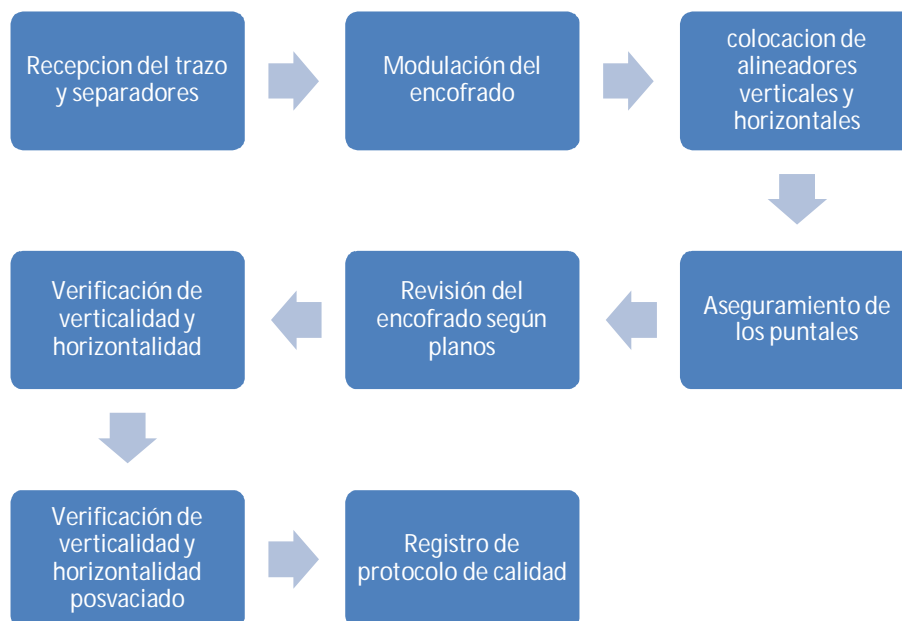 Recepcion del trazo
y separadores
Modulación del
encofrado
colocacion de
alineadores
verticales y
horizontales
Aseguramiento de
los puntales
Revisión del
encofrado según
planos
Verificación de
verticalidad y
horizontalidad
Verificación de
verticalidad y
horizontalidad
posvaciado
Registro de
protocolo de calidad